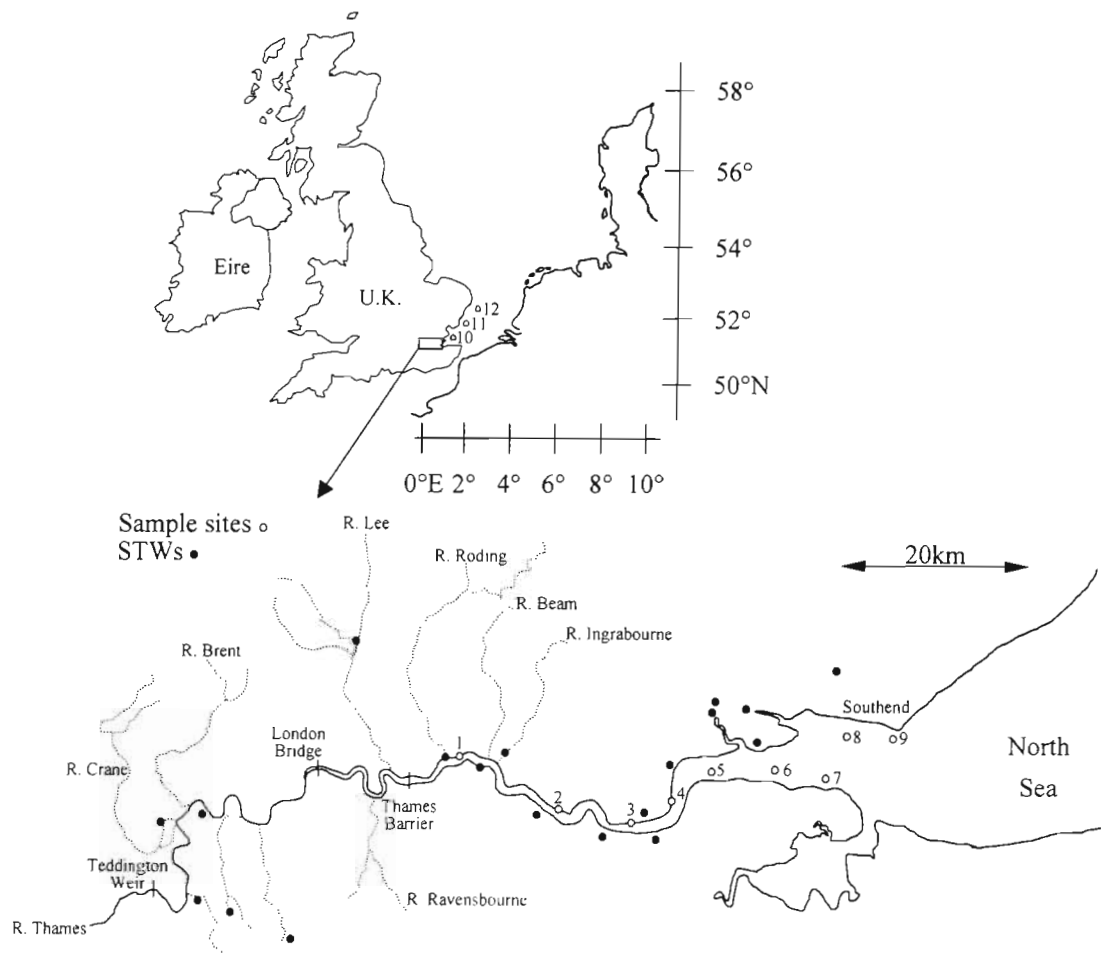 58°
56°
54°
52°
50°N
Eire
U.K.
12
11
10
0°E 2° 4° 6° 8° 10°
Sample sites
STWs
R. Lee
R. Roding
R. Beam
R. Ingrabourne
20km
R. Brent
R. Crane
London
Bridge
1
Thames
Barrier
2
3
4
5
6
7
Southend
8
9
North
Sea
Teddington
Weir
R. Thames
R Ravensbourne